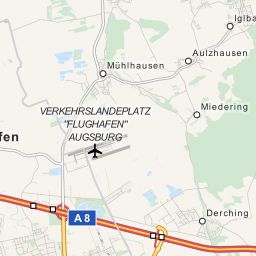 Iglba
Aulzhausen
Mühlhausen
Miedering
VERKEHRSLANDEPLATZ
"FLUGHAFEN"
AUGSBURG
fen
A 8
Derching